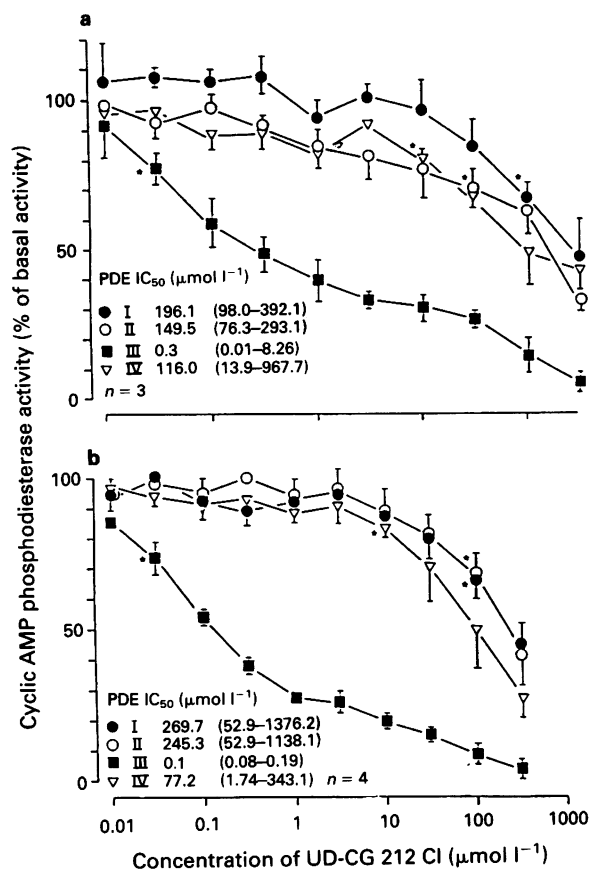 a
Cyclic AMP phosphodiesterase activity (% of basal activity)
100
50
0
PDE IC50 (μmol l−1)
I 196.1 (98.0–392.1)
II 149.5 (76.3–293.1)
III 0.3 (0.01–8.26)
IV 116.0 (13.9–967.7)
n = 3
b
100
50
0
PDE IC50 (μmol l−1)
I 269.7 (52.9–1376.2)
II 245.3 (52.9–1138.1)
III 0.1 (0.08–0.19)
IV 77.2 (1.74–343.1) n = 4
0.01 0.1 1 10 100 1000
Concentration of UD-CG 212 Cl (μmol l−1)